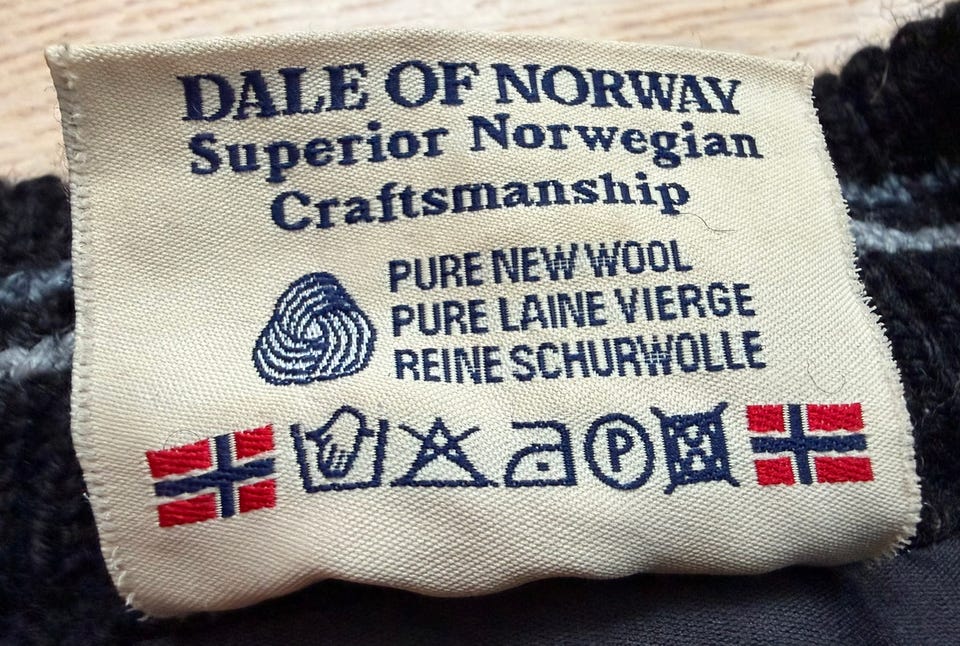 DALE OF NORWAY
Superior Norwegian
Craftsmanship
PURE NEW WOOL
PURE LAINE VIERGE
REINE SCHURWOLLE
P